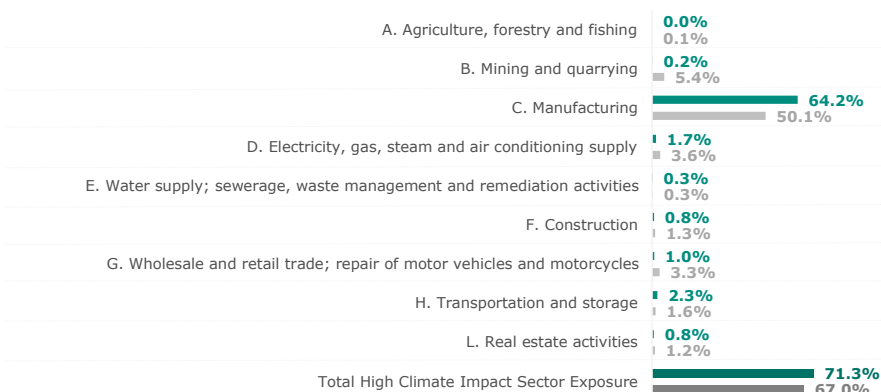 A. Agriculture, forestry and fishing 0.0%
0.1%
B. Mining and quarrying 0.2%
5.4%
C. Manufacturing 64.2%
50.1%
D. Electricity, gas, steam and air conditioning supply 1.7%
3.6%
E. Water supply; sewerage, waste management and remediation activities 0.3%
0.3%
F. Construction 0.8%
1.3%
G. Wholesale and retail trade; repair of motor vehicles and motorcycles 1.0%
3.3%
H. Transportation and storage 2.3%
1.6%
L. Real estate activities 0.8%
1.2%
Total High Climate Impact Sector Exposure 71.3%
67.0%